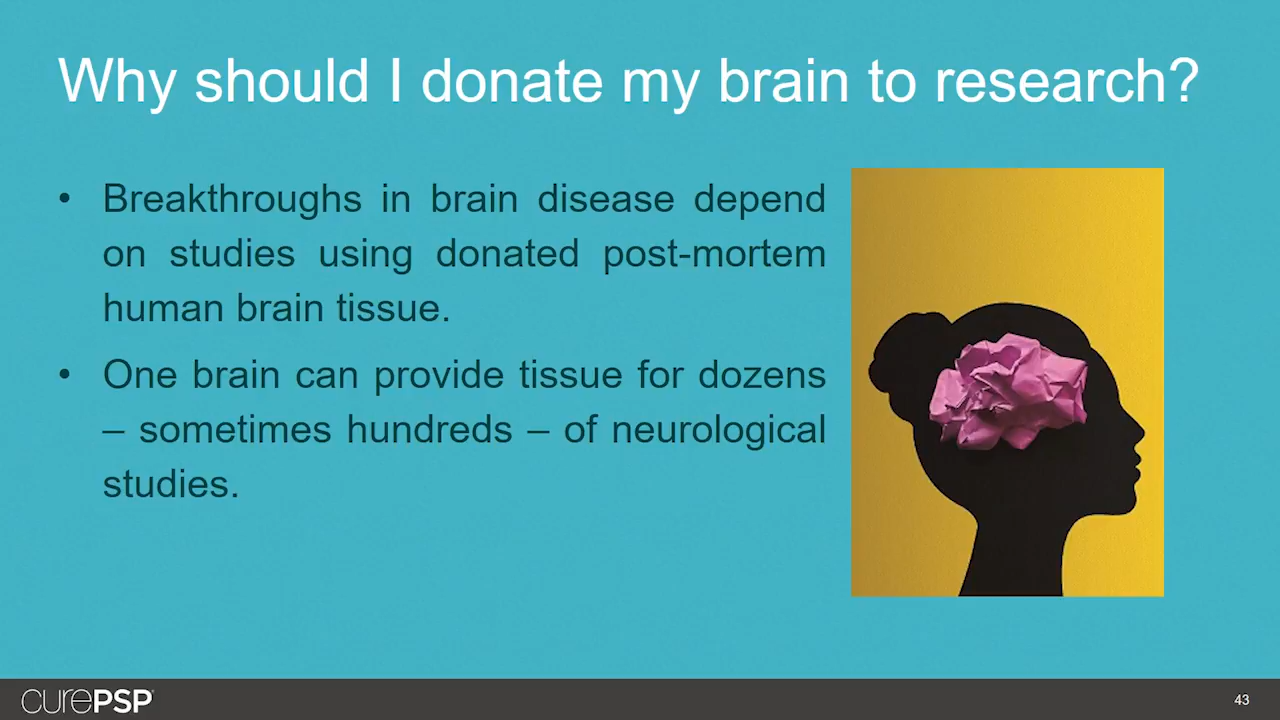 Why should I donate my brain to research?
• Breakthroughs in brain disease depend
on studies using donated post-mortem
human brain tissue.
• One brain can provide tissue for dozens
– sometimes hundreds – of neurological
studies.
curePSP
43